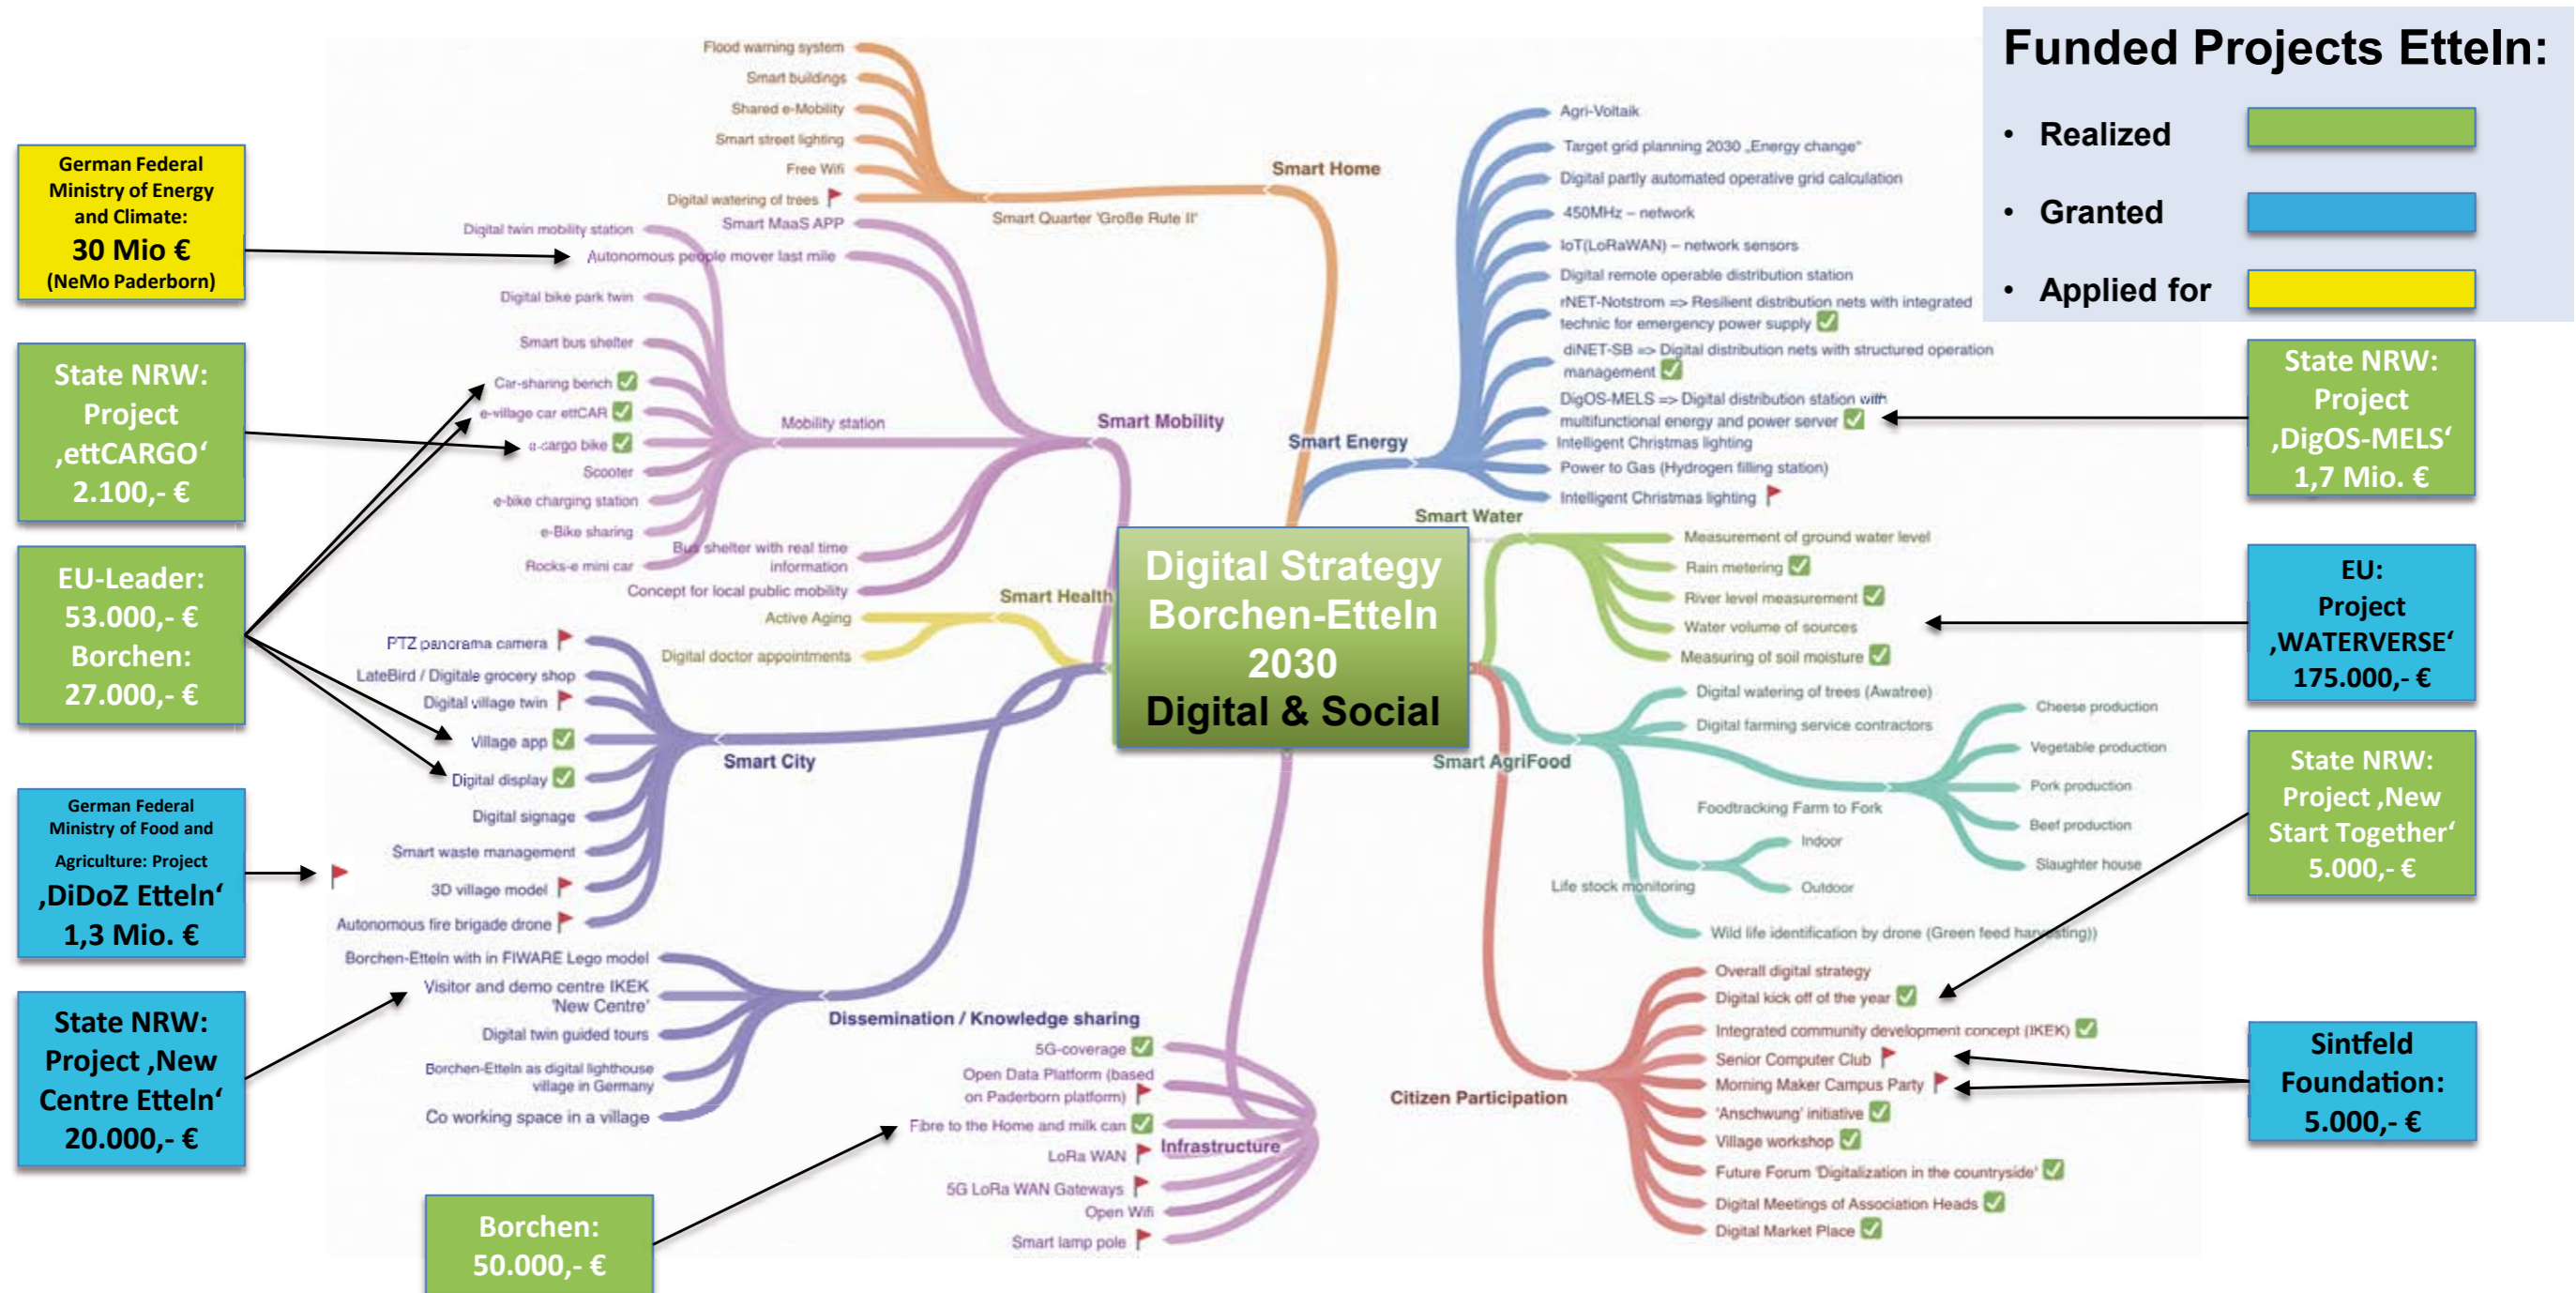 Funded Projects Etteln:
• Realized
• Granted
• Applied for
German Federal
Ministry of Energy
and Climate:
30 Mio €
(NeMo Paderborn)
State NRW:
Project
‚ettCARGO‘
2.100,- €
EU-Leader:
53.000,- €
Borchen:
27.000,- €
German Federal
Ministry of Food and
Agriculture: Project
‚DiDoZ Etteln‘
1,3 Mio. €
State NRW:
Project ‚New
Centre Etteln‘
20.000,- €
Borchen:
50.000,- €
Flood warning system
Smart buildings
Shared e-Mobility
Smart street lighting
Free Wifi
Digital watering of trees
Smart Quarter 'Große Rute II'
Smart Home
Smart MaaS APP
Autonomous people mover last mile
Digital twin mobility station
Digital bike park twin
Smart bus shelter
Car-sharing bench
e-village car ettCAR
e-cargo bike
Scooter
e-bike charging station
e-Bike sharing
Rocks-e mini car
Mobility station
Smart Mobility
Bus shelter with real time
information
Concept for local public mobility
Smart Health
Active Aging
Digital doctor appointments
PTZ panorama camera
LateBird / Digitale grocery shop
Digital village twin
Village app
Digital display
Digital signage
Smart waste management
3D village model
Autonomous fire brigade drone
Smart City
Borchen-Etteln with in FIWARE Lego model
Visitor and demo centre IKEK
'New Centre'
Digital twin guided tours
Borchen-Etteln as digital lighthouse
village in Germany
Co working space in a village
Dissemination / Knowledge sharing
5G-coverage
Open Data Platform (based
on Paderborn platform)
Fibre to the Home and milk can
LoRa WAN
5G LoRa WAN Gateways
Open Wifi
Smart lamp pole
Infrastructure
Digital Strategy
Borchen-Etteln
2030
Digital & Social
Smart Energy
Agri-Voltaik
Target grid planning 2030 „Energy change“
Digital partly automated operative grid calculation
450MHz – network
IoT(LoRaWAN) – network sensors
Digital remote operable distribution station
rNET-Notstrom => Resilient distribution nets with integrated
technic for emergency power supply
diNET-SB => Digital distribution nets with structured operation
management
DigOS-MELS => Digital distribution station with
multifunctional energy and power server
Intelligent Christmas lighting
Power to Gas (Hydrogen filling station)
Intelligent Christmas lighting
Smart Water
Measurement of ground water level
Rain metering
River level measurement
Water volume of sources
Measuring of soil moisture
Smart AgriFood
Digital watering of trees (Awatree)
Digital farming service contractors
Foodtracking Farm to Fork
Cheese production
Vegetable production
Pork production
Beef production
Slaughter house
Life stock monitoring
Indoor
Outdoor
Wild life identification by drone (Green feed harvesting))
Citizen Participation
Overall digital strategy
Digital kick off of the year
Integrated community development concept (IKEK)
Senior Computer Club
Morning Maker Campus Party
'Anschwung' initiative
Village workshop
Future Forum 'Digitalization in the countryside'
Digital Meetings of Association Heads
Digital Market Place
State NRW:
Project
‚DigOS-MELS‘
1,7 Mio. €
EU:
Project
‚WATERVERSE‘
175.000,- €
State NRW:
Project ‚New
Start Together‘
5.000,- €
Sintfeld
Foundation:
5.000,- €